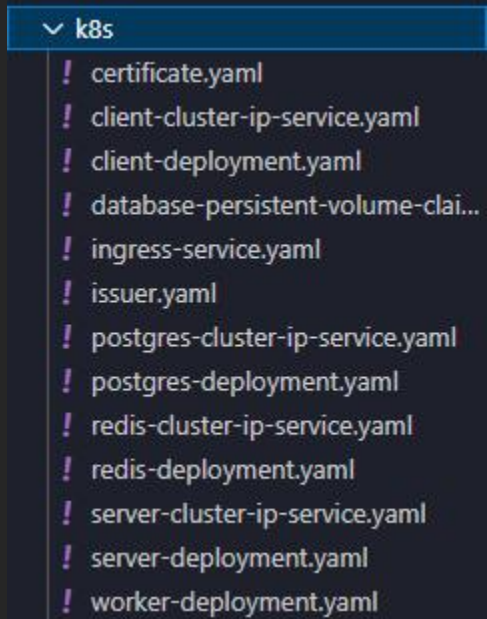 k8s
! certificate.yaml
! client-cluster-ip-service.yaml
! client-deployment.yaml
! database-persistent-volume-clai...
! ingress-service.yaml
! issuer.yaml
! postgres-cluster-ip-service.yaml
! postgres-deployment.yaml
! redis-cluster-ip-service.yaml
! redis-deployment.yaml
! server-cluster-ip-service.yaml
! server-deployment.yaml
! worker-deployment.yaml